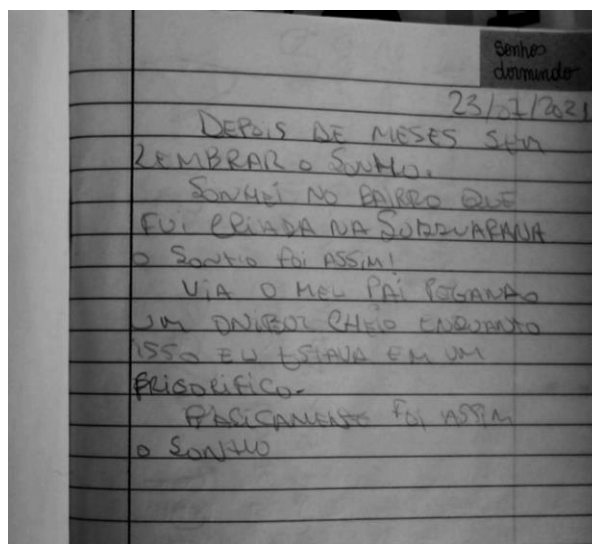 Sonho
dormindo
23/07/2021
DEPOIS DE MESES SEM
LEMBRAR O SONHO.
SONHEI NO BAIRRO QUE
FUI CRIADA NA SUSSUARANA
O SONHO FOI ASSIM!
VIA O MEU PAI PEGANDO
UM ONIBUS CHEIO ENQUANTO
ISSO EU ESTAVA EM UM
FRIGORIFICO.
BASICAMENTE FOI ASSIM
O SONHO